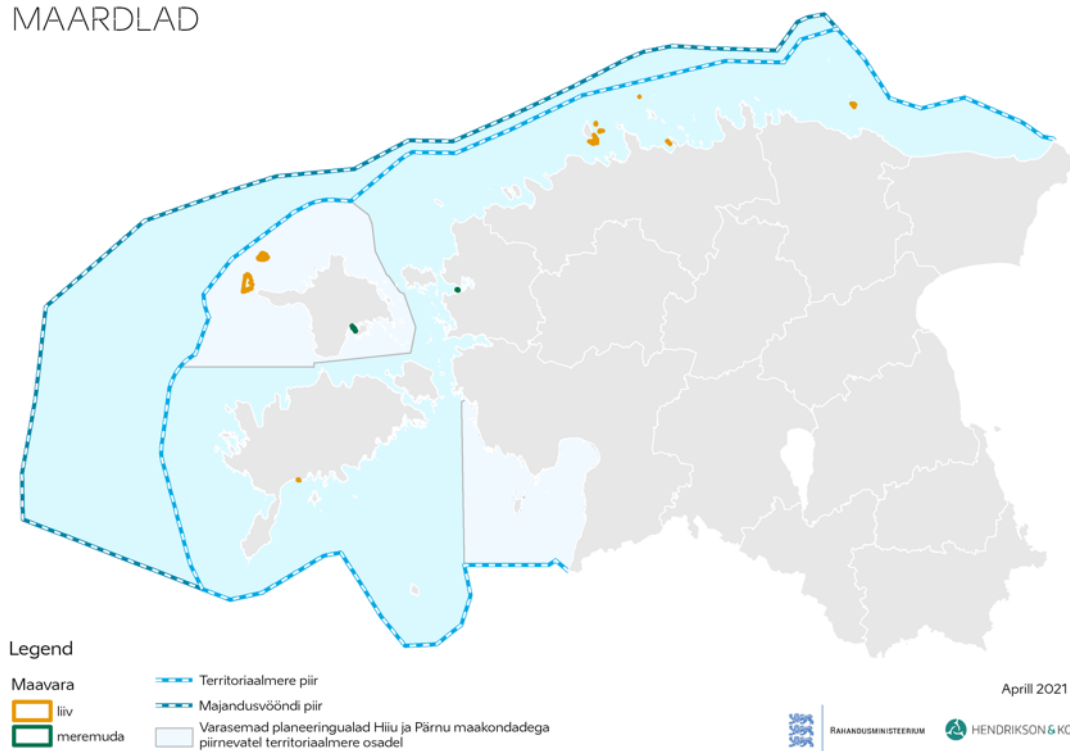 MAARDLAD
Legend
Maavara
liiv
meremuda
Territoriaalmere piir
Majandusvööndi piir
Varasemad planeeringualad Hiiu ja Pärnu maakondadega
piirnevatel territoriaalmere osadel
Aprill 2021
RAHANDUSMINISTEERIUM
HENDRIKSON & KO